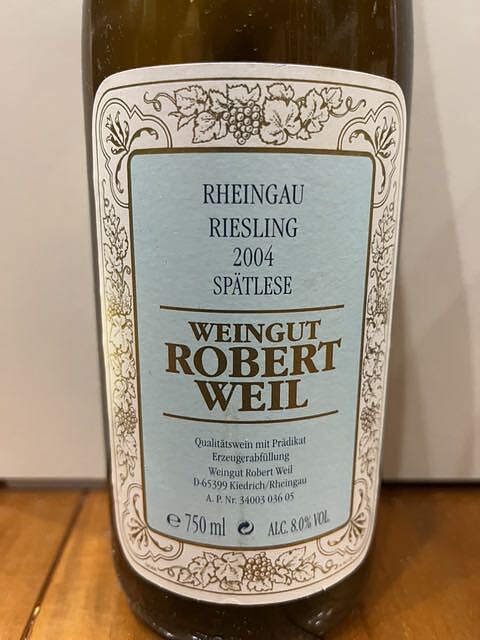 RHEINGAU
RIESLING
2004
SPÄTLESE
WEINGUT
ROBERT
WEIL
Qualitätswein mit Prädikat
Erzeugerabfüllung
Weingut Robert Weil
D-65399 Kiedrich/Rheingau
A. P. Nr. 34003 036 05
℮ 750 ml ALC. 8.0% VOL.